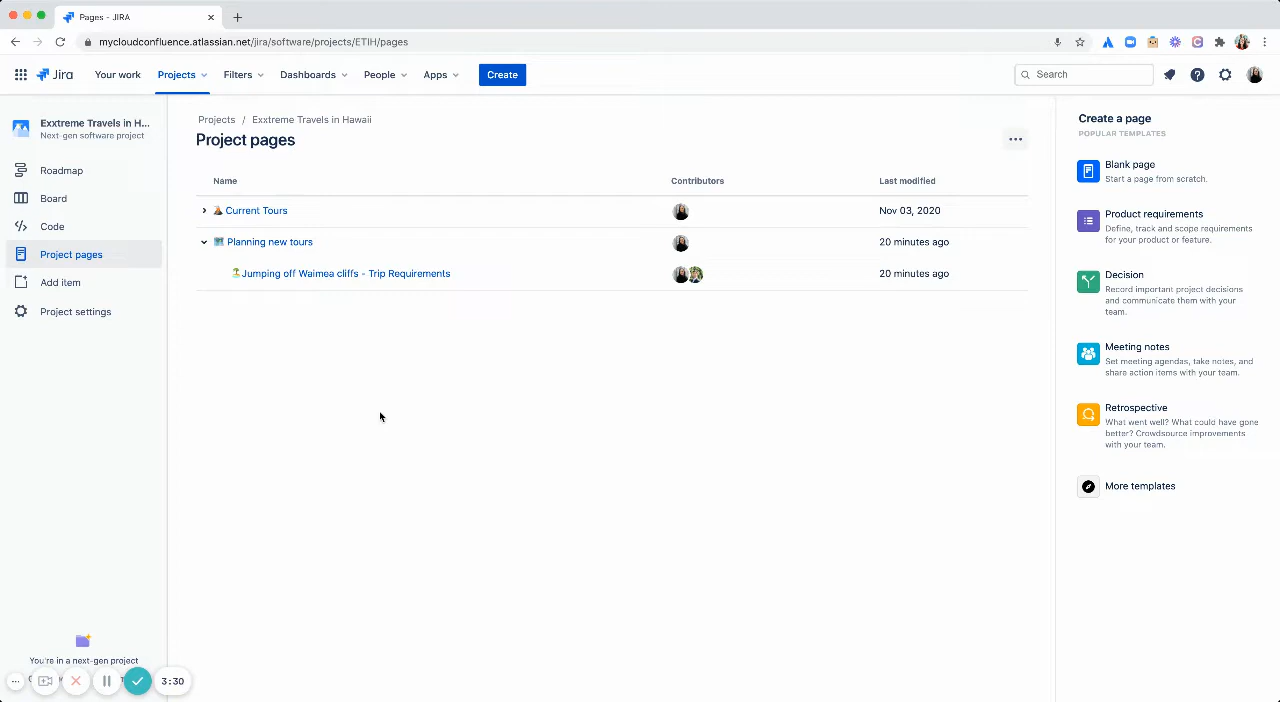 Pages - JIRA
mycloudconfluence.atlassian.net/jira/software/projects/ETIH/pages
Jira
Your work
Projects
Filters
Dashboards
People
Apps
Create
Search
Exxtreme Travels in H...
Next-gen software project
Roadmap
Board
Code
Project pages
Add item
Project settings
You're in a next-gen project
3:30
Projects / Exxtreme Travels in Hawaii
Project pages
Name Contributors Last modified
Current Tours Nov 03, 2020
Planning new tours 20 minutes ago
Jumping off Waimea cliffs - Trip Requirements 20 minutes ago
Create a page
POPULAR TEMPLATES
Blank page
Start a page from scratch.
Product requirements
Define, track and scope requirements
for your product or feature.
Decision
Record important project decisions
and communicate them with your
team.
Meeting notes
Set meeting agendas, take notes, and
share action items with your team.
Retrospective
What went well? What could have gone
better? Crowdsource improvements
with your team.
More templates